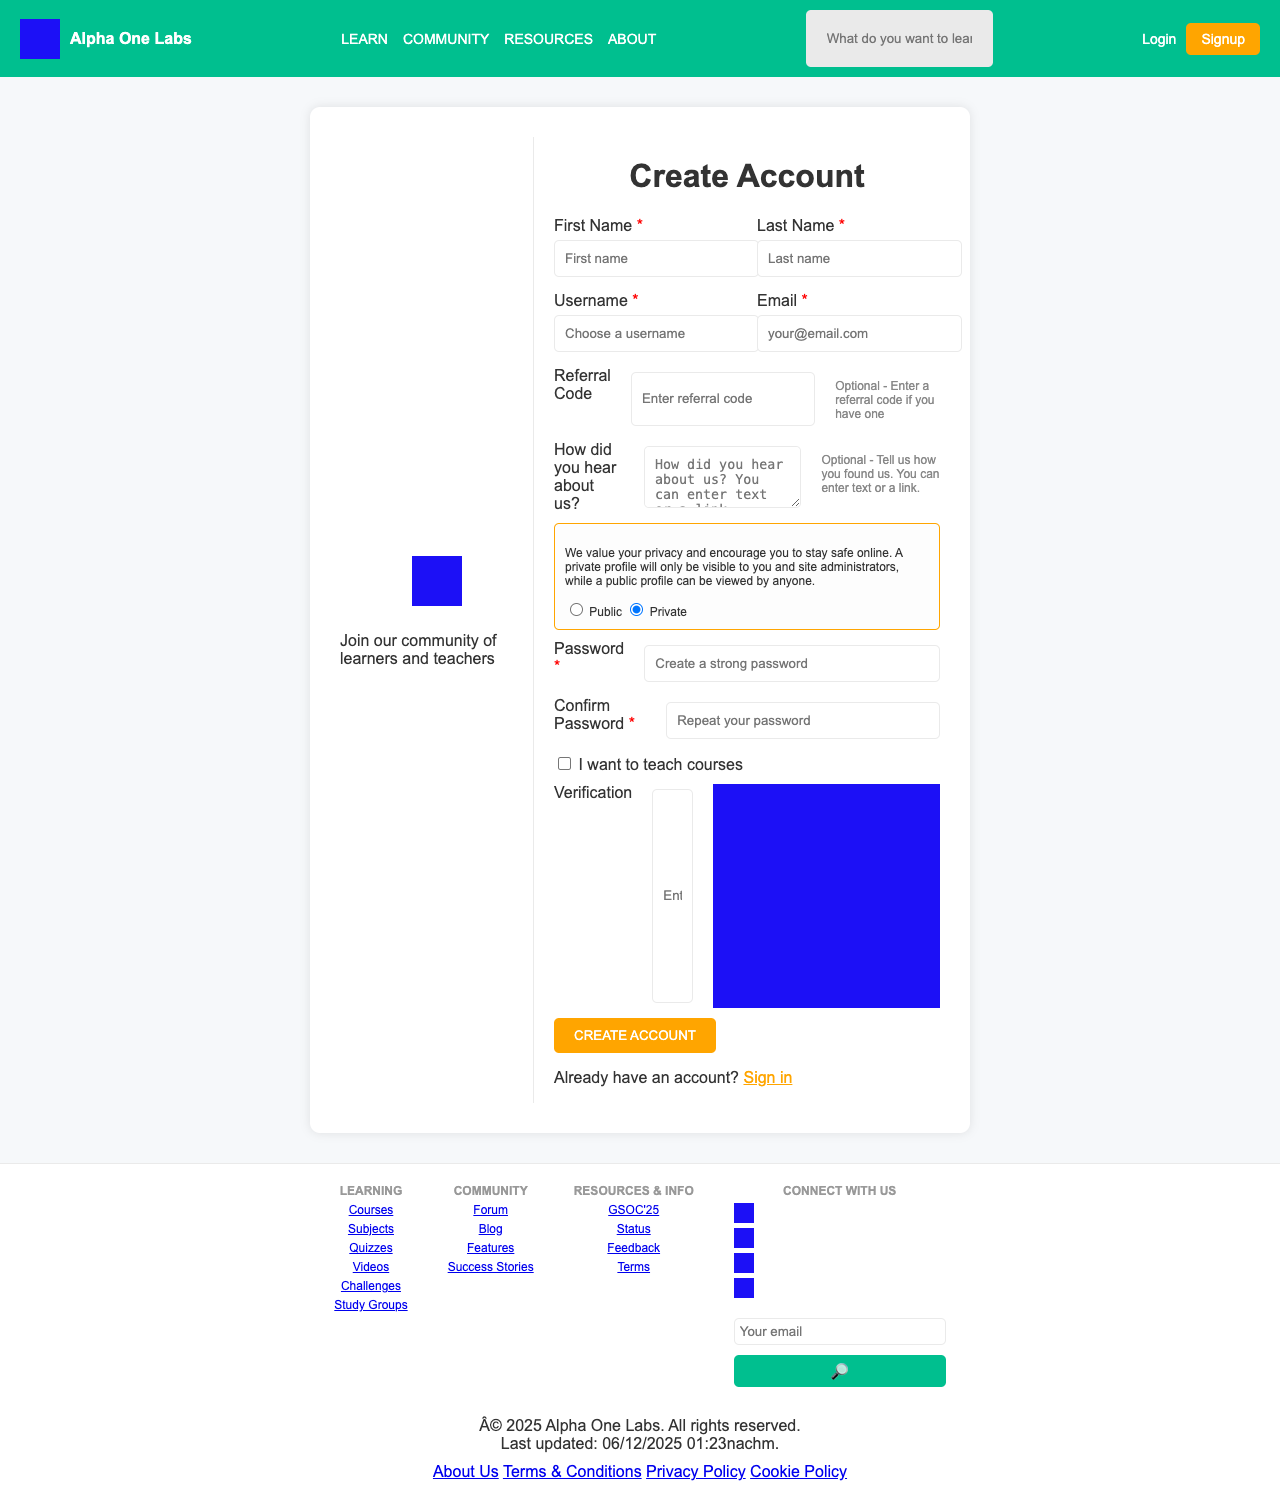 Alpha One Labs
LEARN COMMUNITY RESOURCES ABOUT
What do you want to lear
Login Signup
Join our community of
learners and teachers
Create Account
First Name * Last Name *
First name Last name
Username * Email *
Choose a username your@email.com
Referral
Code
Enter referral code
Optional - Enter a
referral code if you
have one
How did
you hear
about
us?
How did you hear
about us? You
can enter text
or a link
Optional - Tell us how
you found us. You can
enter text or a link.
We value your privacy and encourage you to stay safe online. A
private profile will only be visible to you and site administrators,
while a public profile can be viewed by anyone.
Public Private
Password
*
Create a strong password
Confirm
Password *
Repeat your password
I want to teach courses
Verification
Ent
CREATE ACCOUNT
Already have an account? Sign in
LEARNING
Courses
Subjects
Quizzes
Videos
Challenges
Study Groups
COMMUNITY
Forum
Blog
Features
Success Stories
RESOURCES & INFO
GSOC'25
Status
Feedback
Terms
CONNECT WITH US
Your email
Â© 2025 Alpha One Labs. All rights reserved.
Last updated: 06/12/2025 01:23nachm.
About Us Terms & Conditions Privacy Policy Cookie Policy